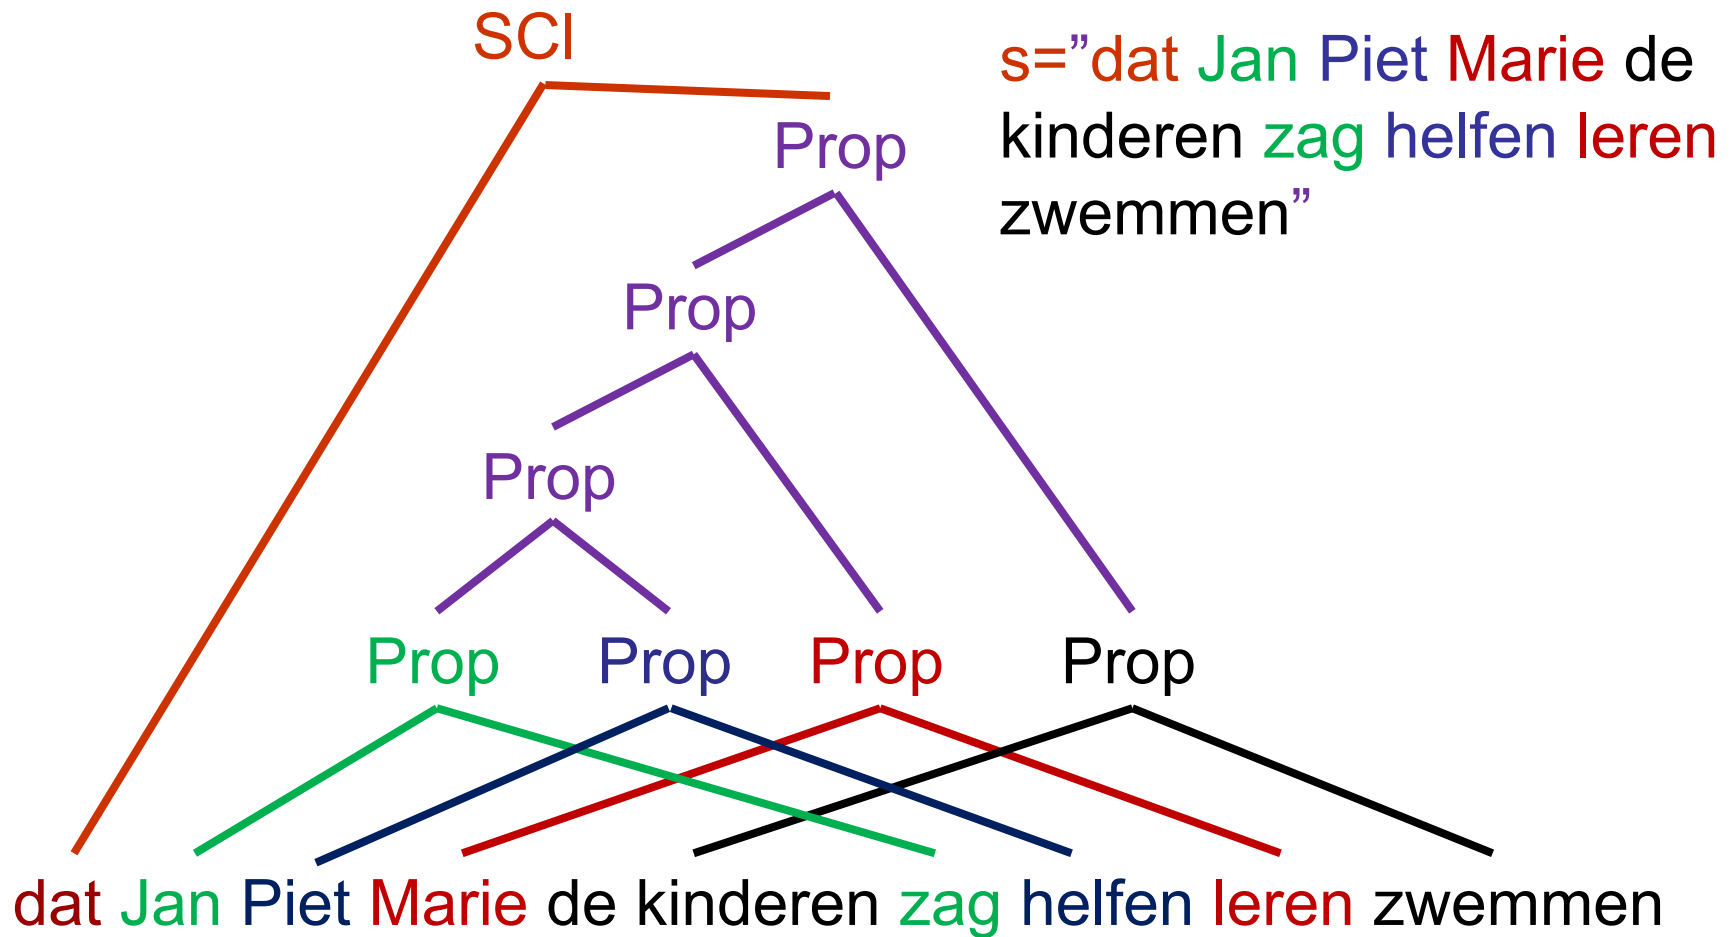 SCl
s=”dat Jan Piet Marie de
kinderen zag helfen leren
zwemmen”
Prop
Prop
Prop
Prop Prop Prop Prop
dat Jan Piet Marie de kinderen zag helfen leren zwemmen